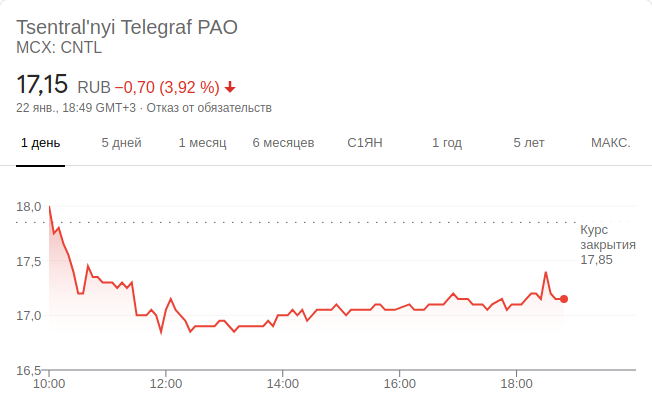 Tsentral'nyi Telegraf PAO
MCX: CNTL
17,15 RUB −0,70 (3,92 %)
22 янв., 18:49 GMT+3 · Отказ от обязательств
1 день 5 дней 1 месяц 6 месяцев С1ЯН 1 год 5 лет МАКС.
18,0
Курс
закрытия
17,85
17,5
17,0
16,5
10:00 12:00 14:00 16:00 18:00